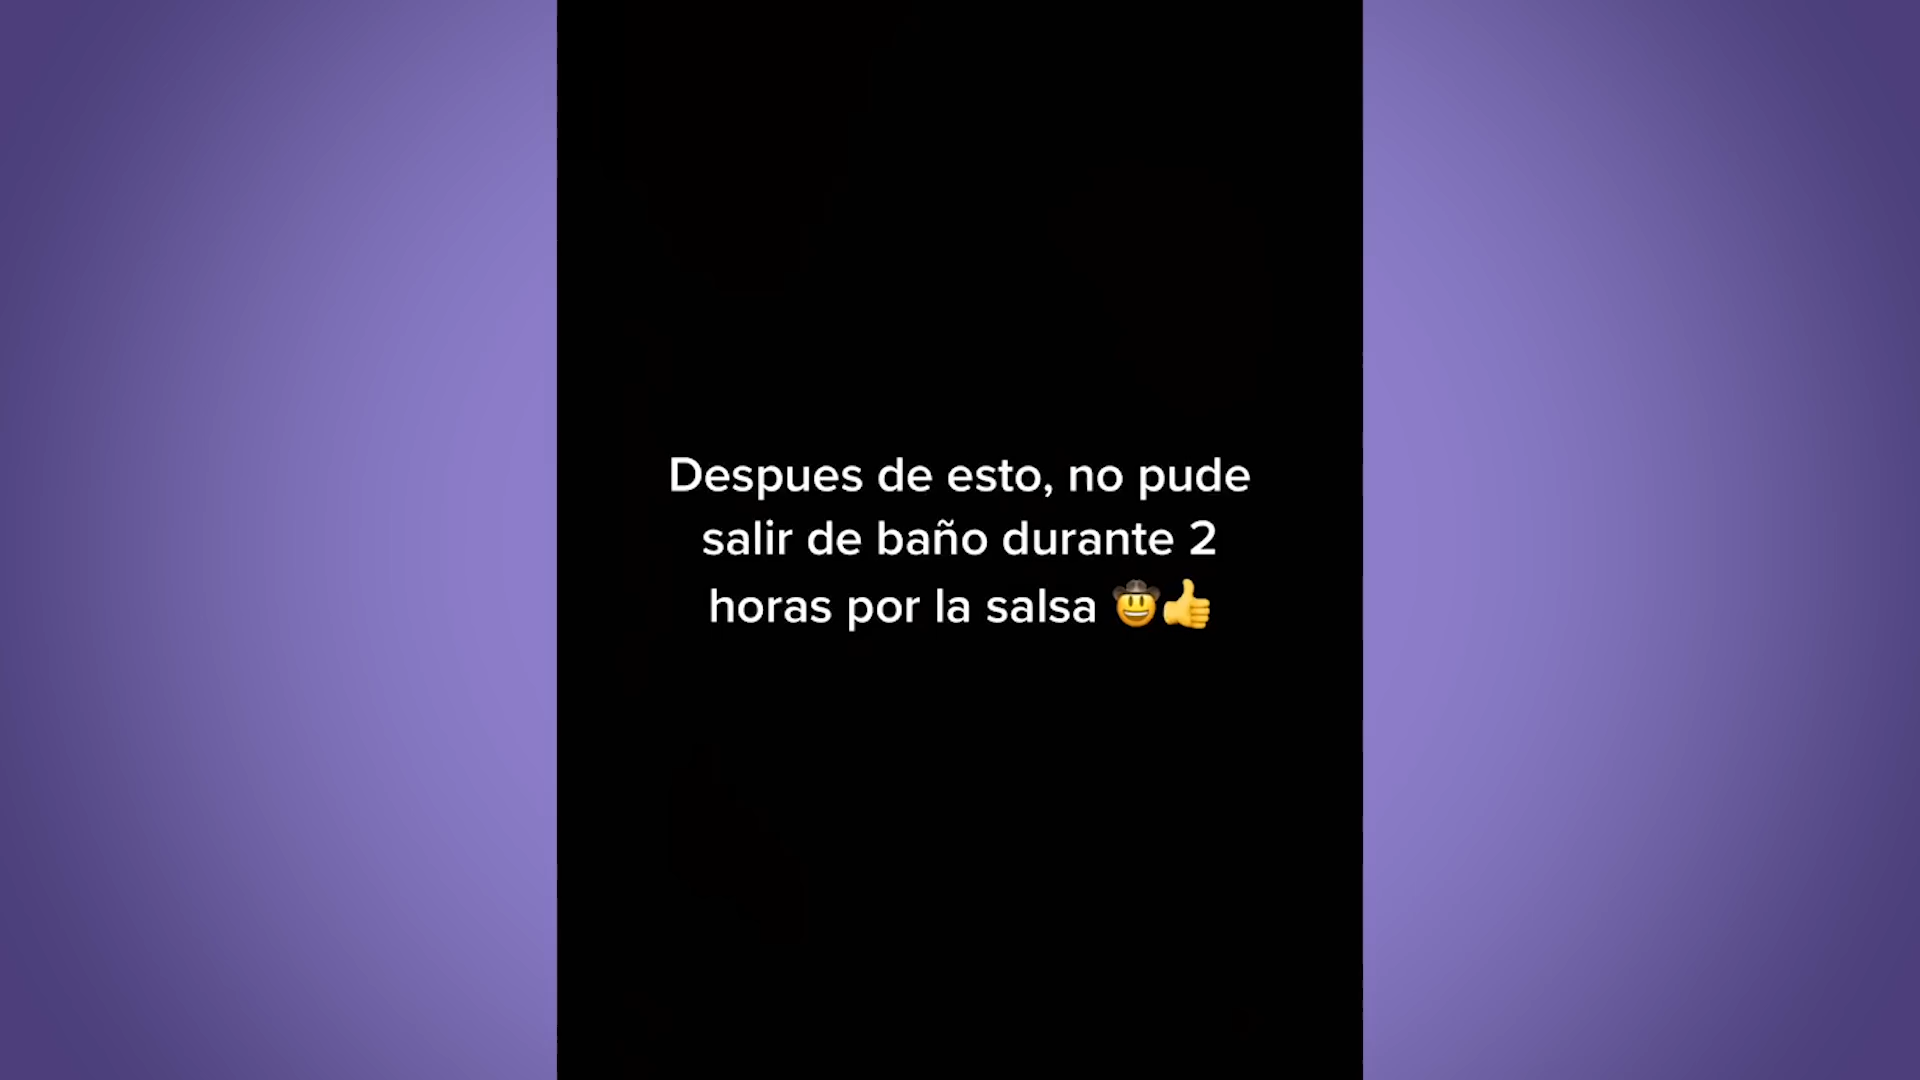 Despues de esto, no pude
salir de baño durante 2
horas por la salsa 🤠👍